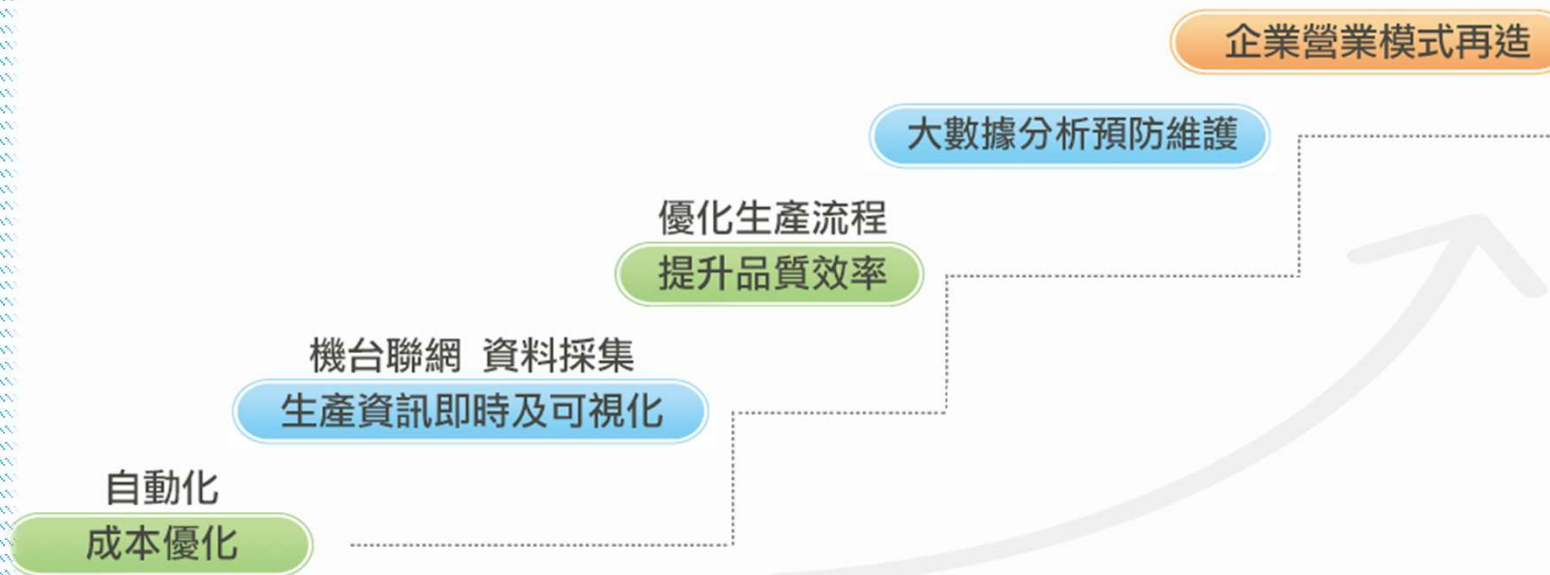 企業營業模式再造
大數據分析預防維護
優化生產流程
提升品質效率
機台聯網 資料採集
生產資訊即時及可視化
自動化
成本優化